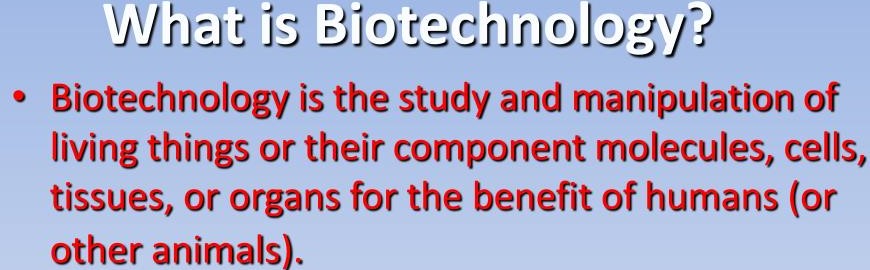 What is Biotechnology?
• Biotechnology is the study and manipulation of
living things or their component molecules, cells,
tissues, or organs for the benefit of humans (or
other animals).